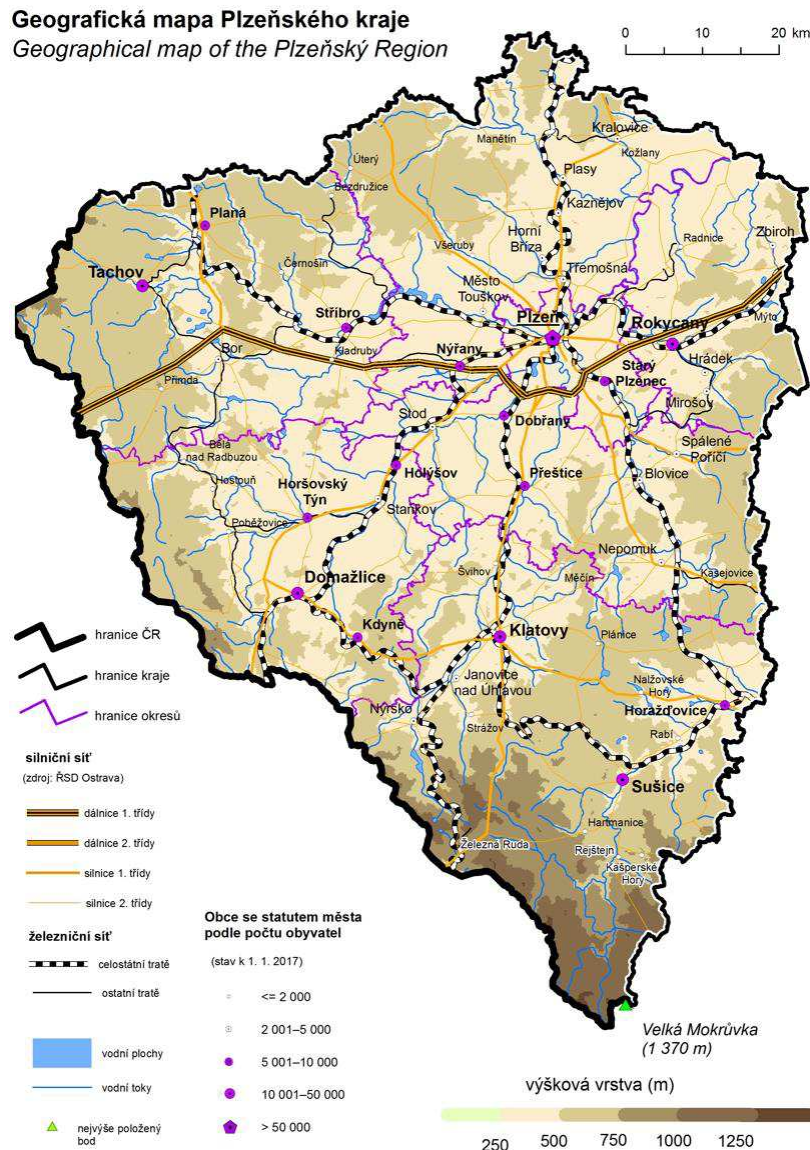 Geografická mapa Plzeňského kraje
Geographical map of the Plzeňský Region
0 10 20 km
Manětín
Kralovice
Kožlany
Úterý
Bezdružice
Plasy
Kaznějov
Planá
Horní
Bříza
Radnice
Zbiroh
Všeruby
Tachov
Černošín
Třemošná
Město
Touškov
Stříbro
Plzeň
Rokycany
Mýto
Bor
Kladruby
Nýřany
Starý
Plzenec
Hrádek
Přimda
Mirošov
Stod
Dobřany
Spálené
Poříčí
Bělá
nad Radbuzou
Holýšov
Přeštice
Blovice
Hostouň
Horšovský
Týn
Staňkov
Poběžovice
Nepomuk
Domažlice
Švihov
Měčín
Kasejovice
Kdyně
Klatovy
Plánice
Janovice
nad Úhlavou
Nalžovské
Hory
Horažďovice
Nýrsko
Strážov
Rabí
Sušice
Hartmanice
Železná Ruda
Rejštejn
Kašperské
Hory
Velká Mokrůvka
(1 370 m)
hranice ČR
hranice kraje
hranice okresů
silniční síť
(zdroj: ŘSD Ostrava)
dálnice 1. třídy
dálnice 2. třídy
silnice 1. třídy
silnice 2. třídy
železniční síť
celostátní tratě
ostatní tratě
vodní plochy
vodní toky
nejvýše položený
bod
Obce se statutem města
podle počtu obyvatel
(stav k 1. 1. 2017)
<= 2 000
2 001–5 000
5 001–10 000
10 001–50 000
> 50 000
výšková vrstva (m)
250 500 750 1000 1250